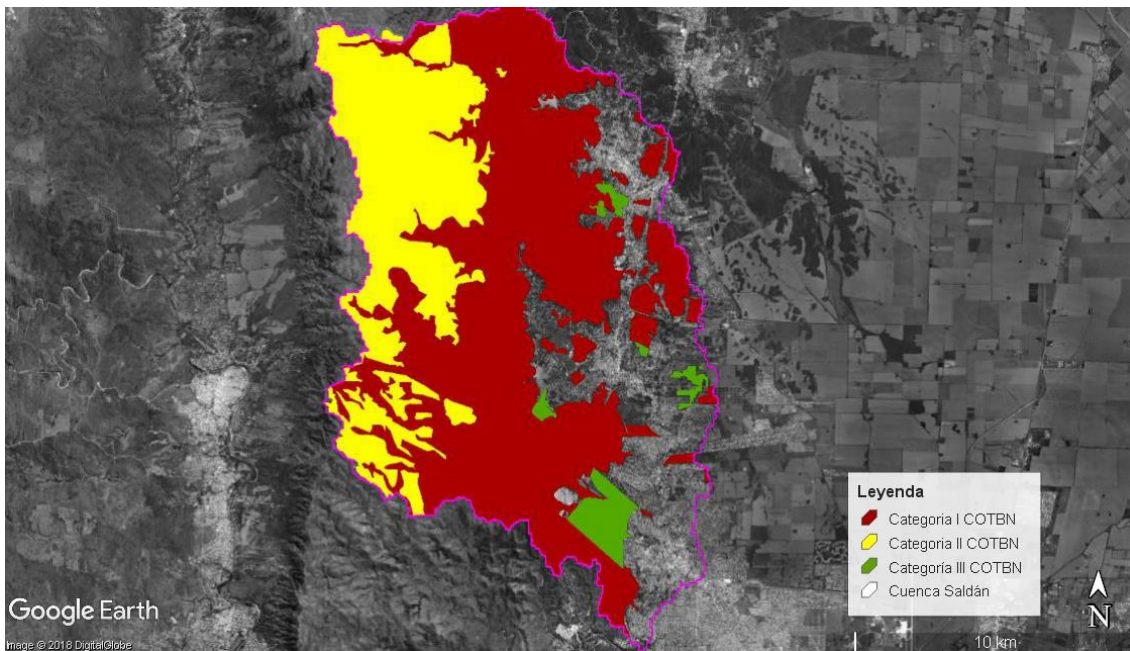 Leyenda
Categoria I COTBN
Categoria II COTBN
Categoría III COTBN
Cuenca Saldán
Google Earth
N
Image © 2018 DigitalGlobe
10 km